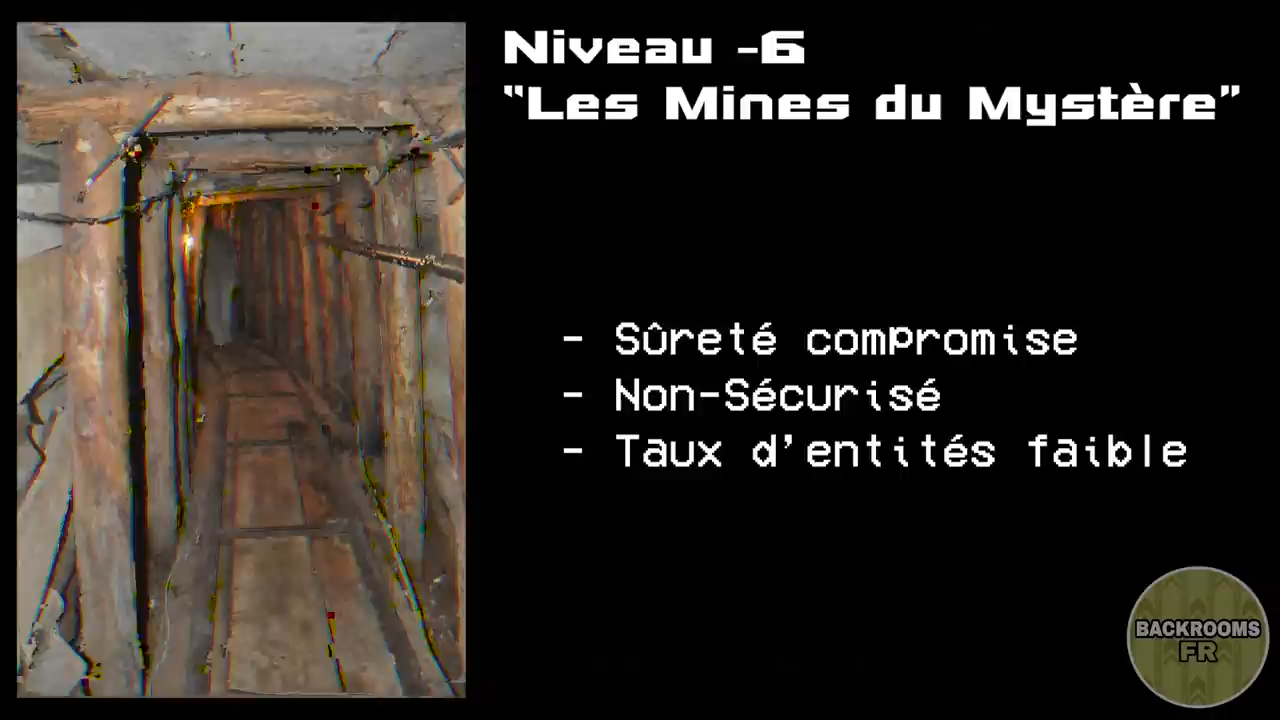 Niveau -6
“Les Mines du Mystère”
- Sûreté compromise
- Non-Sécurisé
- Taux d’entités faible
BACKROOMS
FR